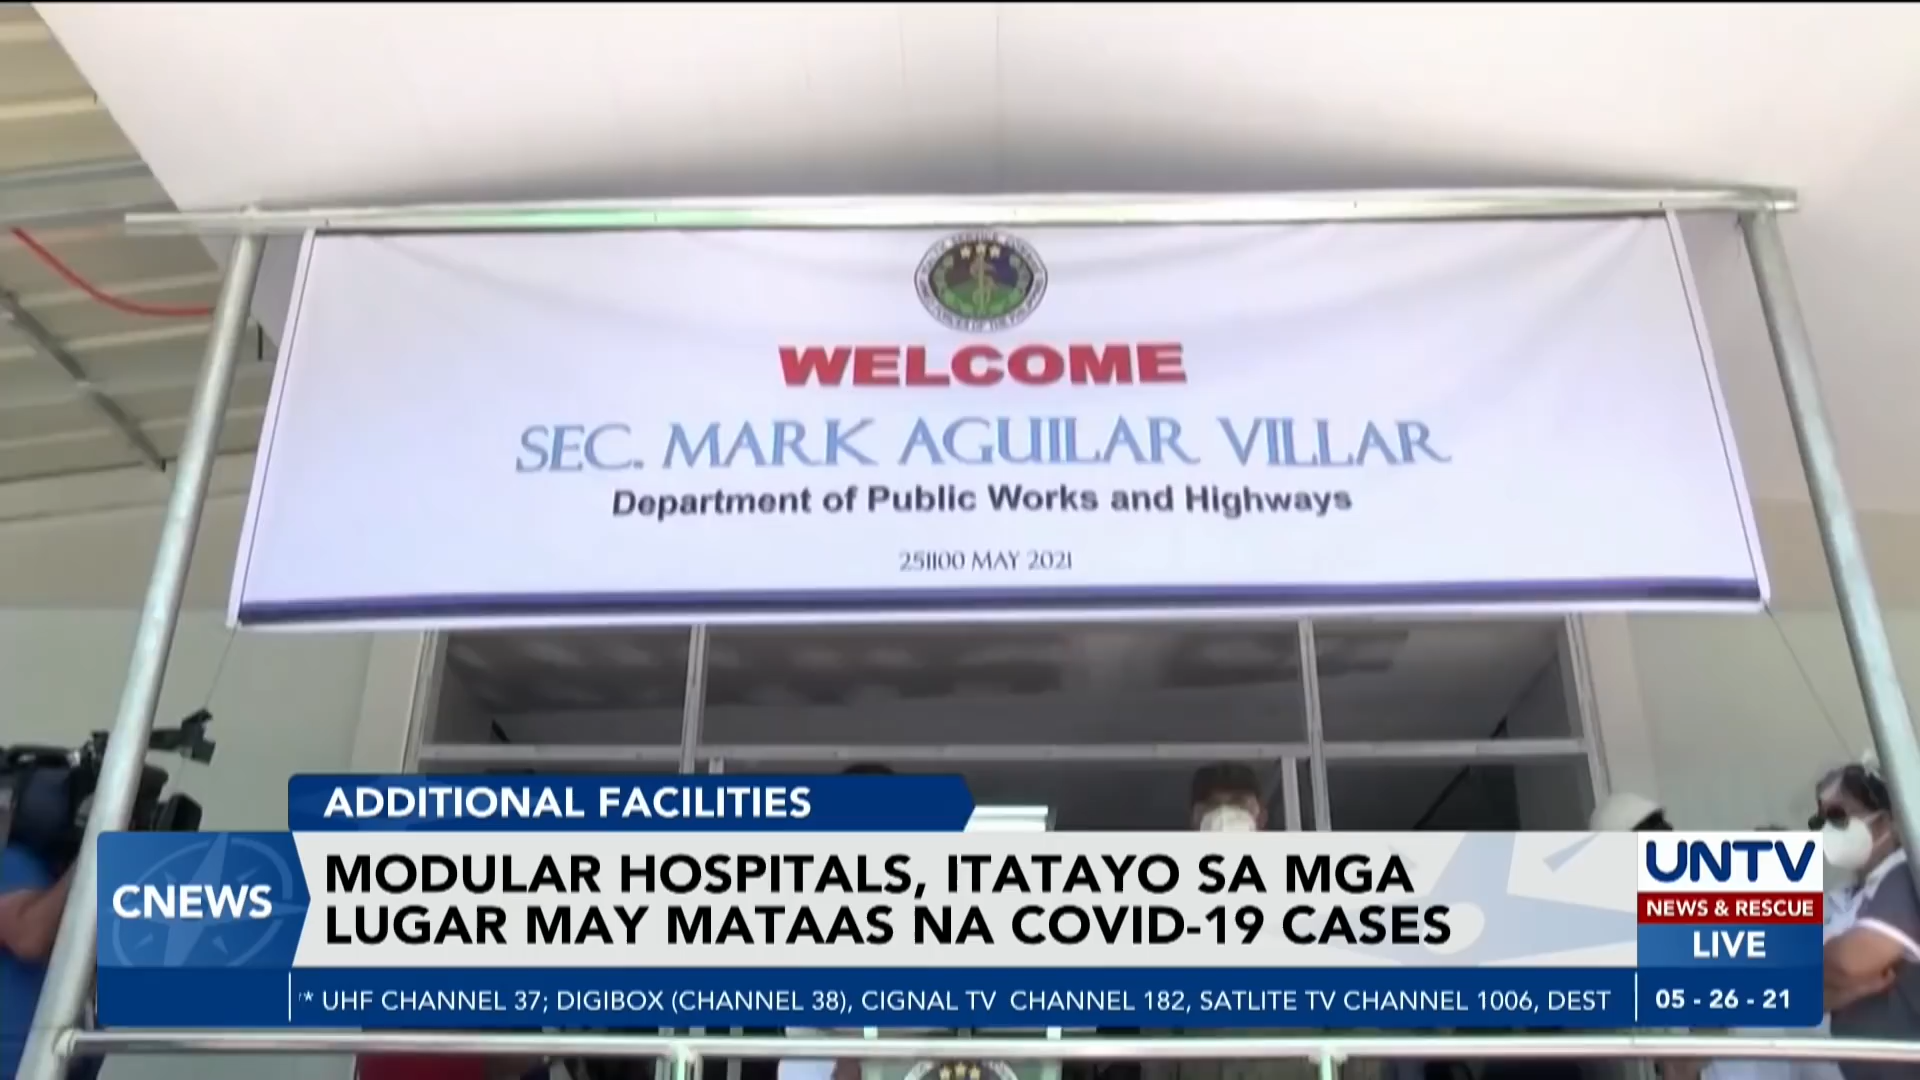 WELCOME
SEC. MARK AGUILAR VILLAR
Department of Public Works and Highways
251100 MAY 2021
ADDITIONAL FACILITIES
CNEWS
MODULAR HOSPITALS, ITATAYO SA MGA
LUGAR MAY MATAAS NA COVID-19 CASES
UNTV
NEWS & RESCUE
LIVE
* UHF CHANNEL 37; DIGIBOX (CHANNEL 38), CIGNAL TV CHANNEL 182, SATLITE TV CHANNEL 1006, DEST
05 - 26 - 21